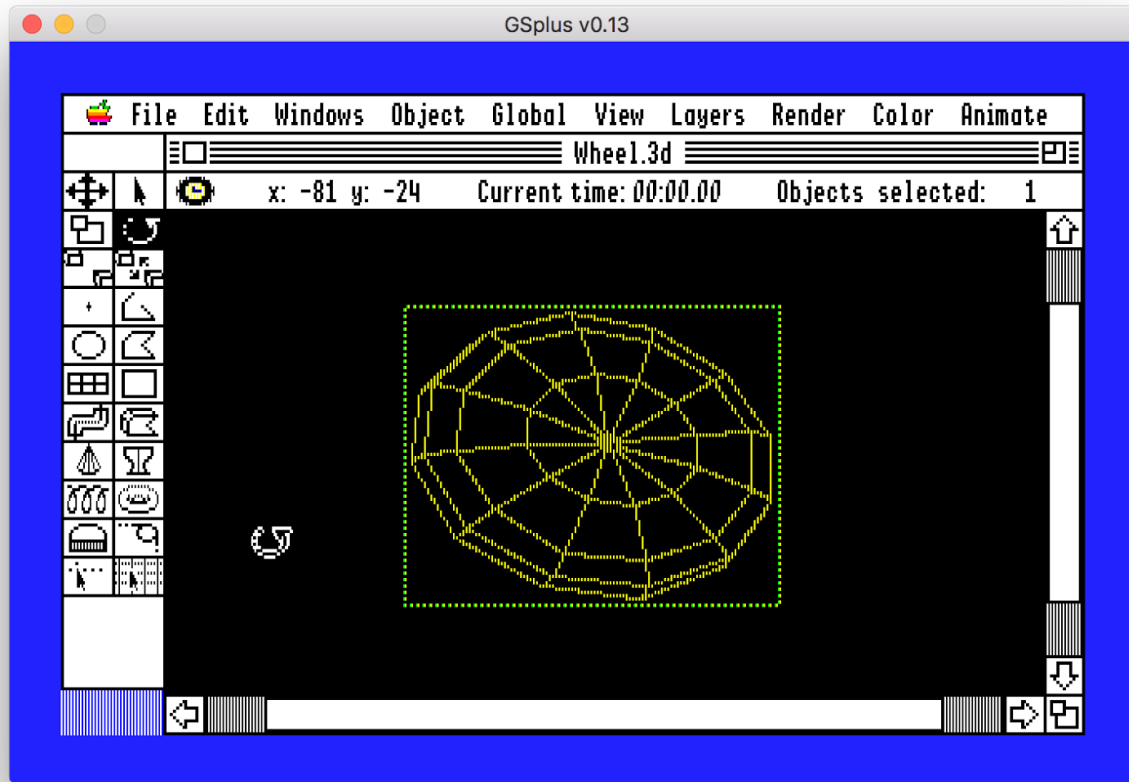 GSplus v0.13
File Edit Windows Object Global View Layers Render Color Animate
Wheel.3d
x: -81 y: -24 Current time: 00:00.00 Objects selected: 1